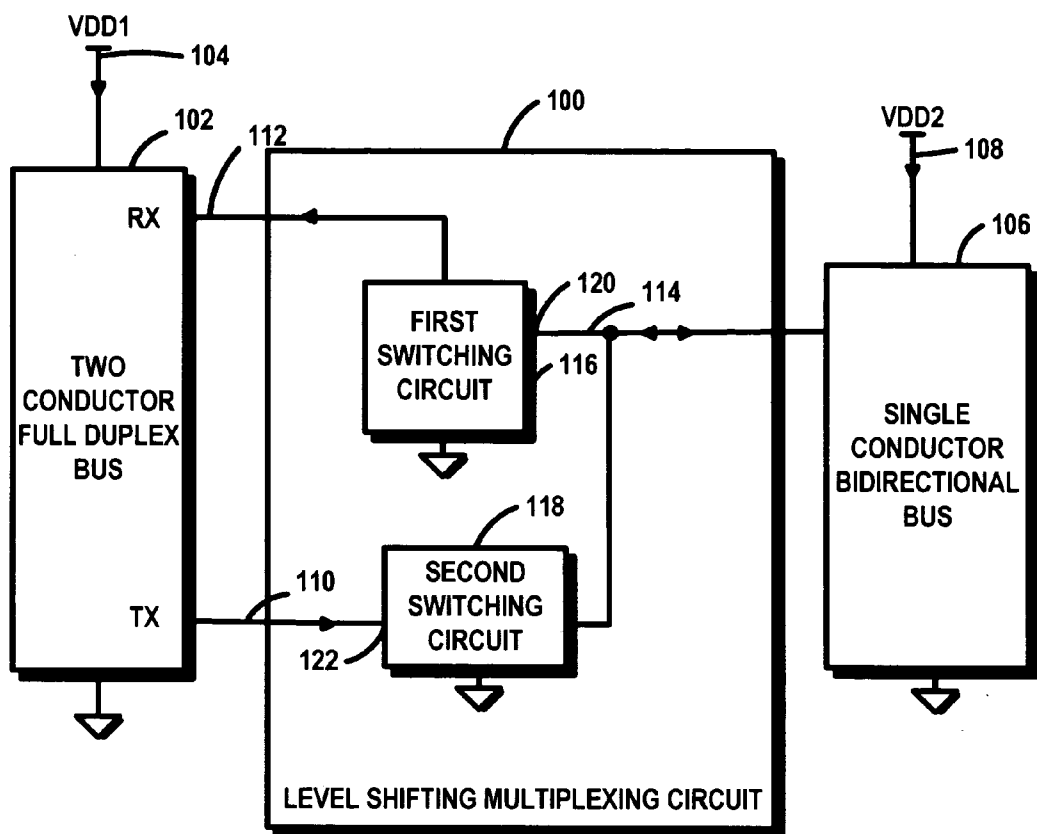 VDD1
104
102
112
100
VDD2
108
106
RX
FIRST
SWITCHING
CIRCUIT
120
114
116
TWO
CONDUCTOR
FULL DUPLEX
BUS
SINGLE
CONDUCTOR
BIDIRECTIONAL
BUS
118
SECOND
SWITCHING
CIRCUIT
TX
110
122
LEVEL SHIFTING MULTIPLEXING CIRCUIT